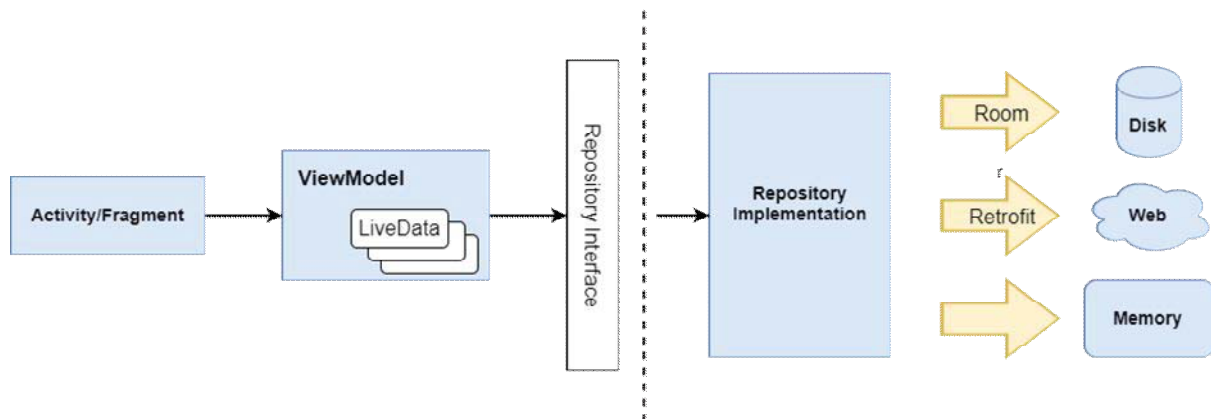 Activity/Fragment
ViewModel
LiveData
Repository Interface
Repository
Implementation
Room
Disk
r
Retrofit
Web
Memory